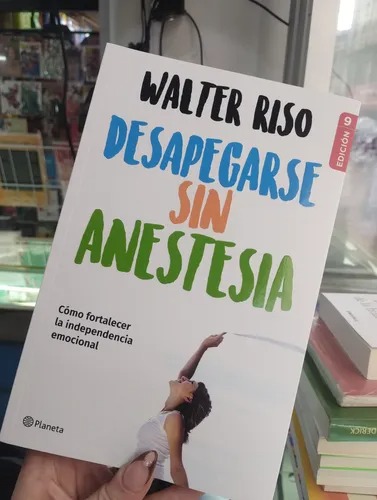 WALTER RISO
EDICIÓN 9
DESAPEGARSE
SIN
ANESTESIA
Cómo fortalecer
la independencia
emocional
Planeta